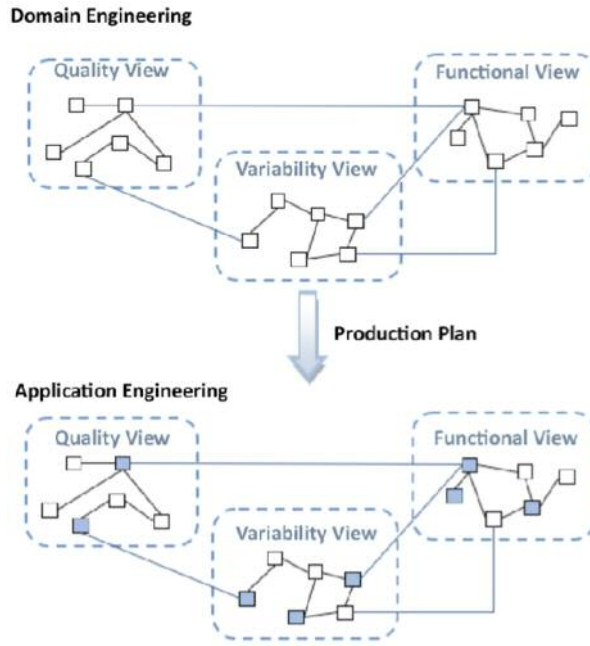 Domain Engineering
Quality View
Functional View
Variability View
Production Plan
Application Engineering
Quality View
Functional View
Variability View